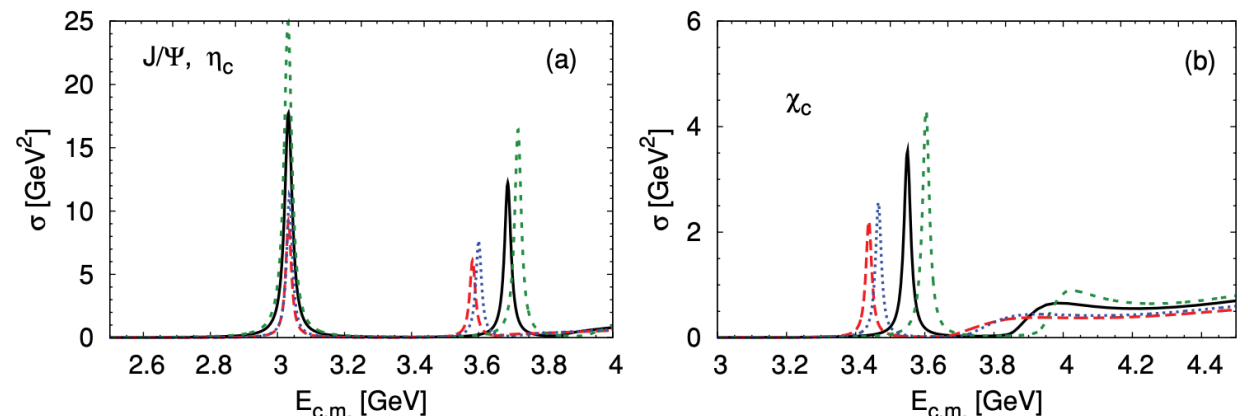 25
20
15
10
5
0
σ [GeV²]
J/Ψ, η_c
(a)
2.6 2.8 3 3.2 3.4 3.6 3.8 4
E_c.m. [GeV]
6
4
2
0
σ [GeV²]
χ_c
(b)
3 3.2 3.4 3.6 3.8 4 4.2 4.4
E_c.m. [GeV]